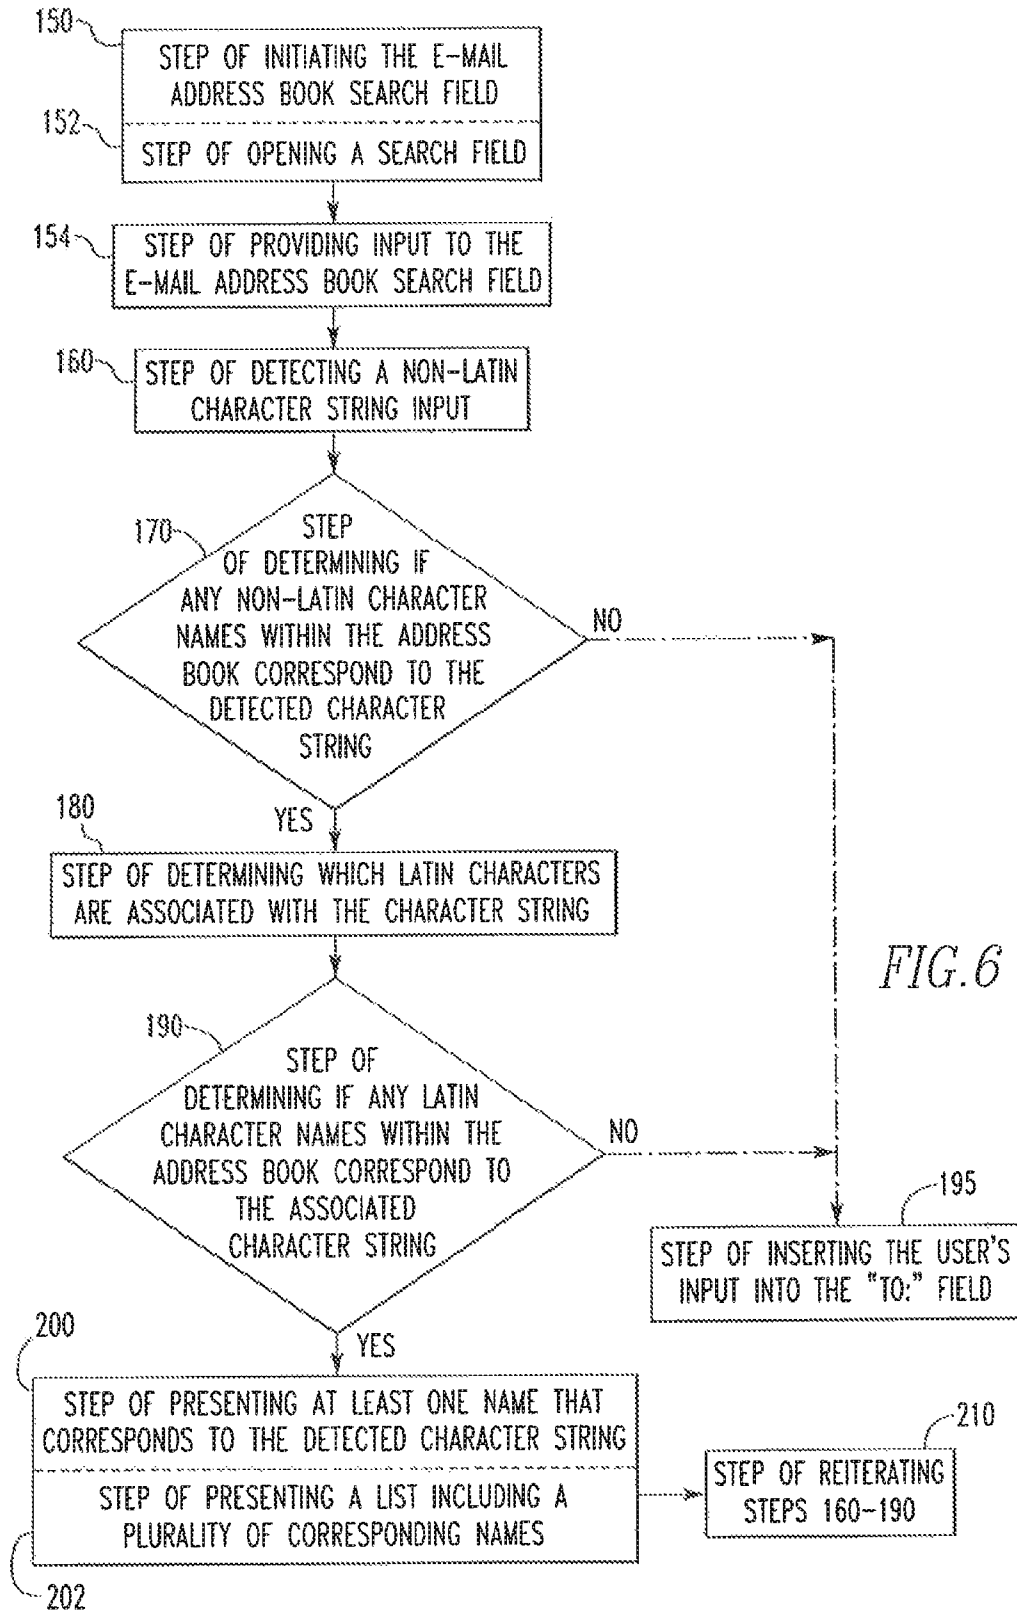 150
STEP OF INITIATING THE E-MAIL
ADDRESS BOOK SEARCH FIELD
152
STEP OF OPENING A SEARCH FIELD
154
STEP OF PROVIDING INPUT TO THE
E-MAIL ADDRESS BOOK SEARCH FIELD
160
STEP OF DETECTING A NON-LATIN
CHARACTER STRING INPUT
170
STEP
OF DETERMINING IF
ANY NON-LATIN CHARACTER
NAMES WITHIN THE ADDRESS
BOOK CORRESPOND TO THE
DETECTED CHARACTER
STRING
NO
YES
180
STEP OF DETERMINING WHICH LATIN CHARACTERS
ARE ASSOCIATED WITH THE CHARACTER STRING
FIG.6
190
STEP OF
DETERMINING IF ANY LATIN
CHARACTER NAMES WITHIN THE
ADDRESS BOOK CORRESPOND TO
THE ASSOCIATED
CHARACTER STRING
NO
195
STEP OF INSERTING THE USER'S
INPUT INTO THE "TO:" FIELD
YES
200
STEP OF PRESENTING AT LEAST ONE NAME THAT
CORRESPONDS TO THE DETECTED CHARACTER STRING
STEP OF PRESENTING A LIST INCLUDING A
PLURALITY OF CORRESPONDING NAMES
202
210
STEP OF REITERATING
STEPS 160-190